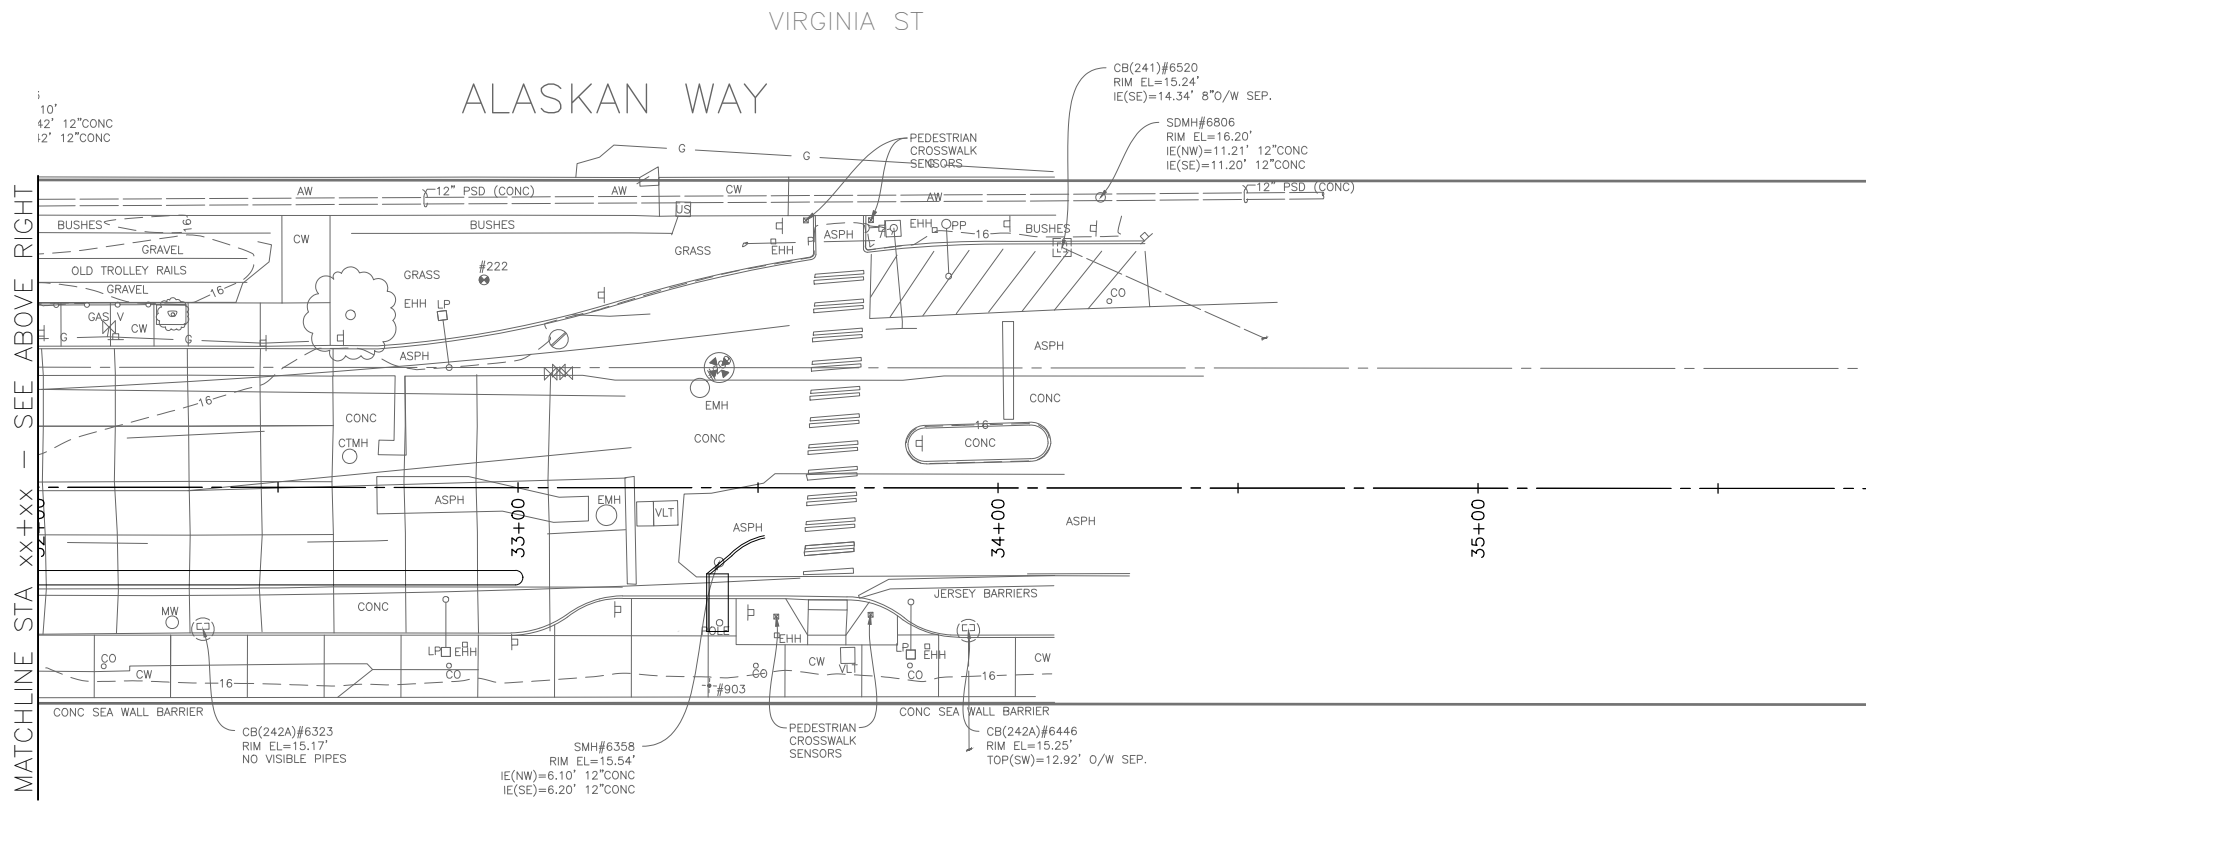 VIRGINIA ST
ALASKAN WAY
CB(241)#6520
RIM EL=15.24'
IE(SE)=14.34' 8"O/W SEP.
10'
42' 12"CONC
42' 12"CONC
SDMH#6806
RIM EL=16.20'
IE(NW)=11.21' 12"CONC
IE(SE)=11.20' 12"CONC
PEDESTRIAN
CROSSWALK
SENSORS
G
G
G
AW
12" PSD (CONC)
AW
CW
AW
12" PSD (CONC)
US
BUSHES
16
CW
BUSHES
GRASS
EHH
P
ASPH
EHH
PP
16
BUSHES
GRAVEL
OLD TROLLEY RAILS
GRAVEL
16
GRASS
#222
EHH
LP
CO
GAS V
CW
G
G
ASPH
ASPH
16
CONC
CTMH
EMH
CONC
CONC
16
CONC
MATCHLINE STA xx+xx - SEE ABOVE RIGHT
33+00
34+00
35+00
ASPH
EMH
VLT
ASPH
ASPH
MW
CONC
JERSEY BARRIERS
CO
CW
16
LP
EHH
CO
EHH
CO
CW
VLT
LP
EHH
CO
16
CW
#903
CONC SEA WALL BARRIER
CONC SEA WALL BARRIER
CB(242A)#6323
RIM EL=15.17'
NO VISIBLE PIPES
SMH#6358
RIM EL=15.54'
IE(NW)=6.10' 12"CONC
IE(SE)=6.20' 12"CONC
PEDESTRIAN
CROSSWALK
SENSORS
CB(242A)#6446
RIM EL=15.25'
TOP(SW)=12.92' O/W SEP.